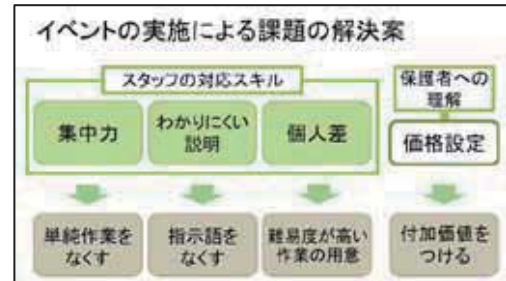 イベントの実施による課題の解決案
スタッフの対応スキル
保護者への
理解
集中力
わかりにくい
説明
個人差
価格設定
単純作業を
なくす
指示語を
なくす
難易度が高い
作業の用意
付加価値を
つける